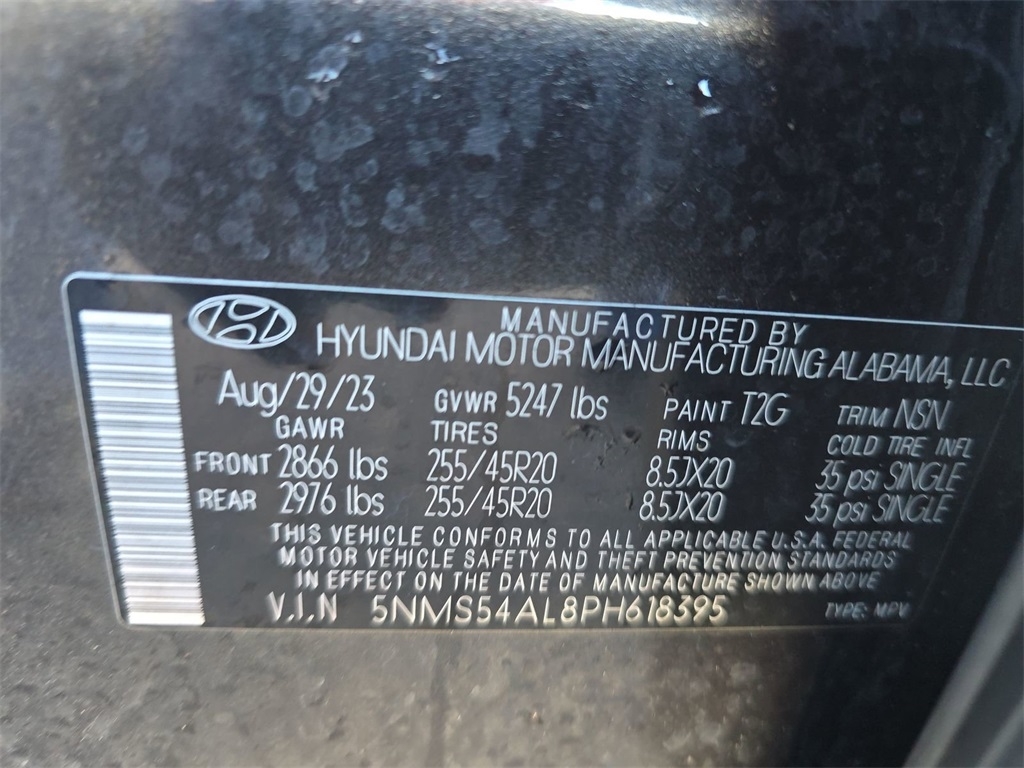 MANUFACTURED BY
HYUNDAI MOTOR MANUFACTURING ALABAMA, LLC
Aug/29/23 GVWR 5247 lbs PAINT T2G TRIM NSN
GAWR TIRES RIMS COLD TIRE INFL
FRONT 2866 lbs 255/45R20 8.5JX20 35 psi SINGLE
REAR 2976 lbs 255/45R20 8.5JX20 35 psi SINGLE
THIS VEHICLE CONFORMS TO ALL APPLICABLE U.S.A. FEDERAL
MOTOR VEHICLE SAFETY AND THEFT PREVENTION STANDARDS
IN EFFECT ON THE DATE OF MANUFACTURE SHOWN ABOVE
V.I.N 5NMS54AL8PH618395 TYPE: MPV